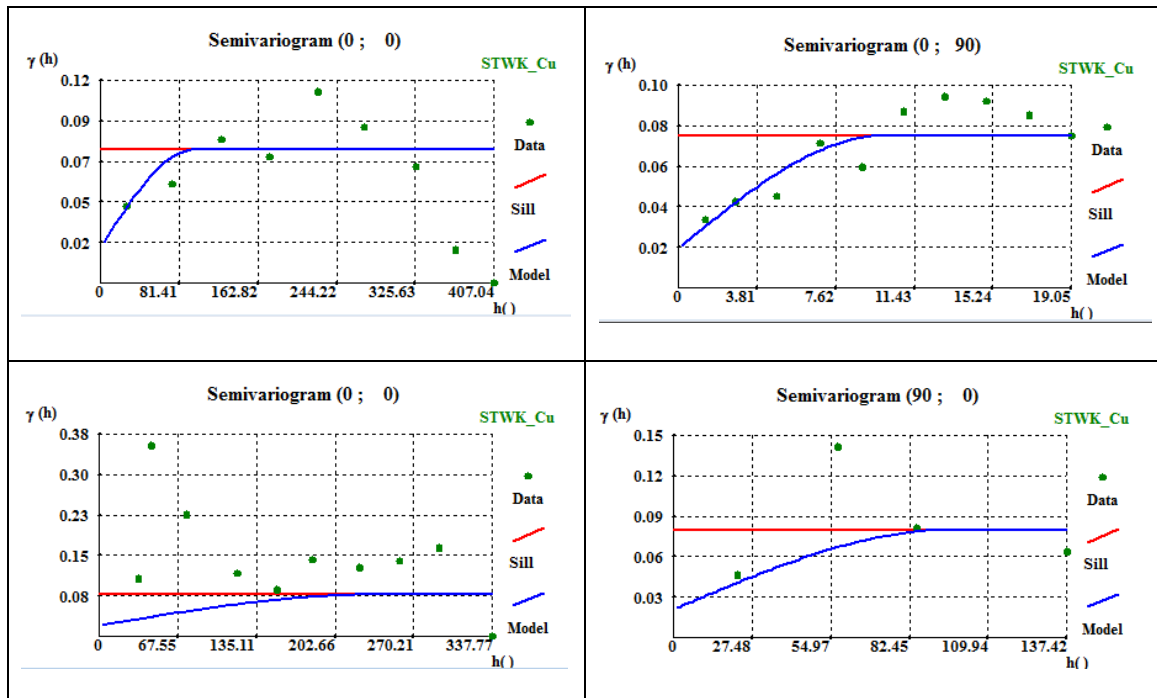 Semivariogram (0 ; 0)
γ (h)
STWK_Cu
0.12
0.09
0.07
0.05
0.02
Data
Sill
Model
0 81.41 162.82 244.22 325.63 407.04
h( )
Semivariogram (0 ; 90)
γ (h)
STWK_Cu
0.10
0.08
0.06
0.04
0.02
Data
Sill
Model
0 3.81 7.62 11.43 15.24 19.05
h( )
Semivariogram (0 ; 0)
γ (h)
STWK_Cu
0.38
0.30
0.23
0.15
0.08
Data
Sill
Model
0 67.55 135.11 202.66 270.21 337.77
h( )
Semivariogram (90 ; 0)
γ (h)
STWK_Cu
0.15
0.12
0.09
0.06
0.03
Data
Sill
Model
0 27.48 54.97 82.45 109.94 137.42
h( )